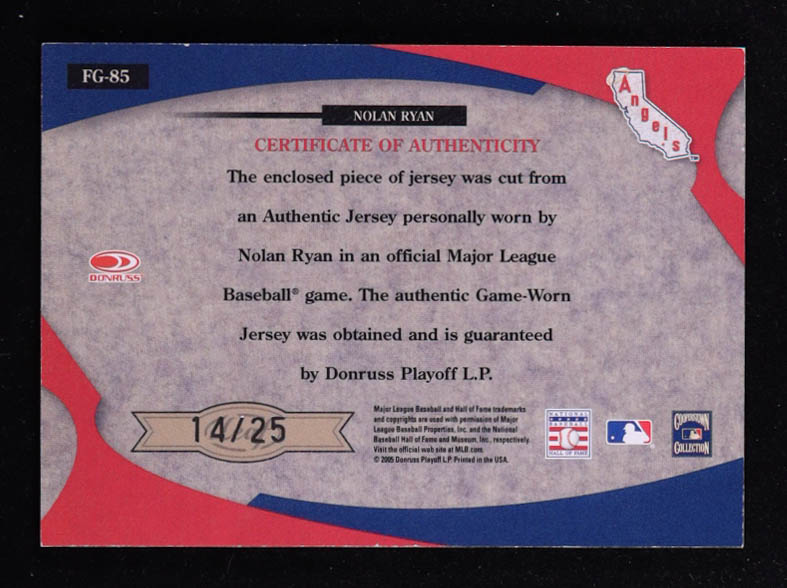 FG-85
Angels
NOLAN RYAN
CERTIFICATE OF AUTHENTICITY
The enclosed piece of jersey was cut from
an Authentic Jersey personally worn by
Nolan Ryan in an official Major League
Baseball® game. The authentic Game-Worn
Jersey was obtained and is guaranteed
by Donruss Playoff L.P.
DONRUSS
14/25
Major League Baseball and Hall of Fame trademarks
and copyrights are used with permission of Major
League Baseball Properties, Inc. and the National
Baseball Hall of Fame and Museum, Inc., respectively.
Visit the official web site at MLB.com
© 2005 Donruss Playoff L.P. Printed in the USA.
NATIONAL
BASEBALL
HALL OF FAME
COOPERSTOWN
COLLECTION